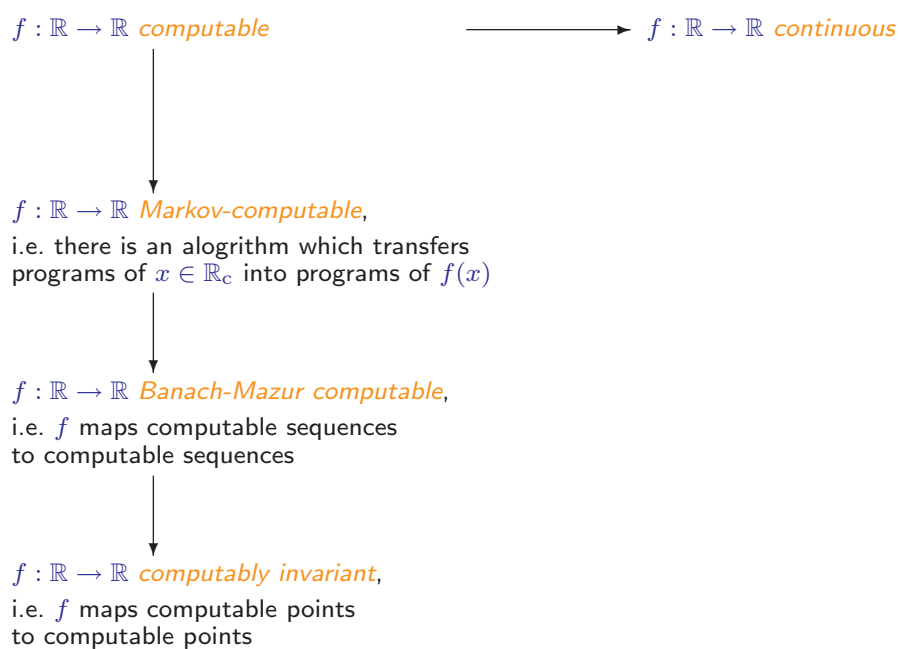 f : ℝ → ℝ computable
f : ℝ → ℝ continuous
f : ℝ → ℝ Markov-computable,
i.e. there is an alogrithm which transfers
programs of x ∈ ℝc into programs of f(x)
f : ℝ → ℝ Banach-Mazur computable,
i.e. f maps computable sequences
to computable sequences
f : ℝ → ℝ computably invariant,
i.e. f maps computable points
to computable points